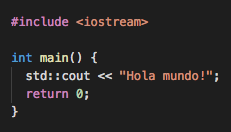 #include <iostream>

int main() {
  std::cout << "Hola mundo!";
  return 0;
}